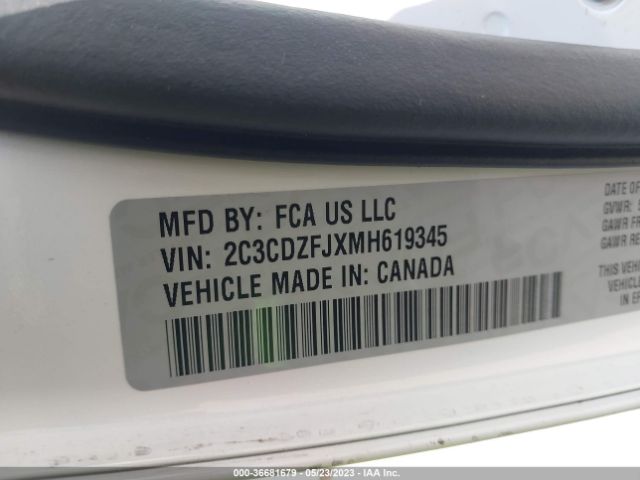 MFD BY: FCA US LLC
VIN: 2C3CDZFJXMH619345
VEHICLE MADE IN: CANADA
DATE OF
GVWR:
GAWR FR
GAWR RE
THIS VEHI
VEHICLE
IN EF
000-36681679 — 05/23/2023 — IAA Inc.